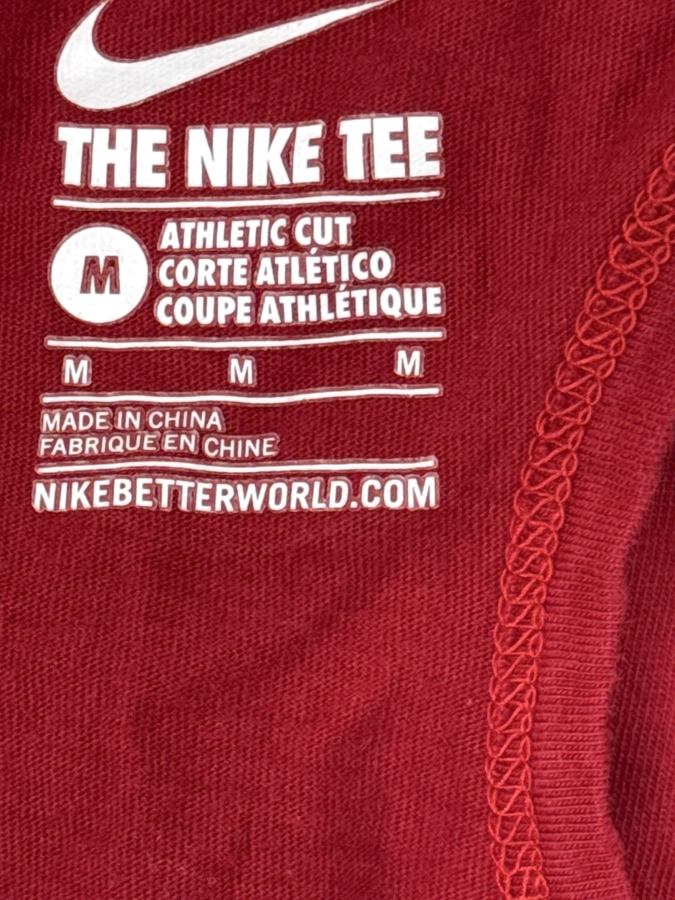 THE NIKE TEE
M
ATHLETIC CUT
CORTE ATLÉTICO
COUPE ATHLÉTIQUE
M M M
MADE IN CHINA
FABRIQUE EN CHINE
NIKEBETTERWORLD.COM